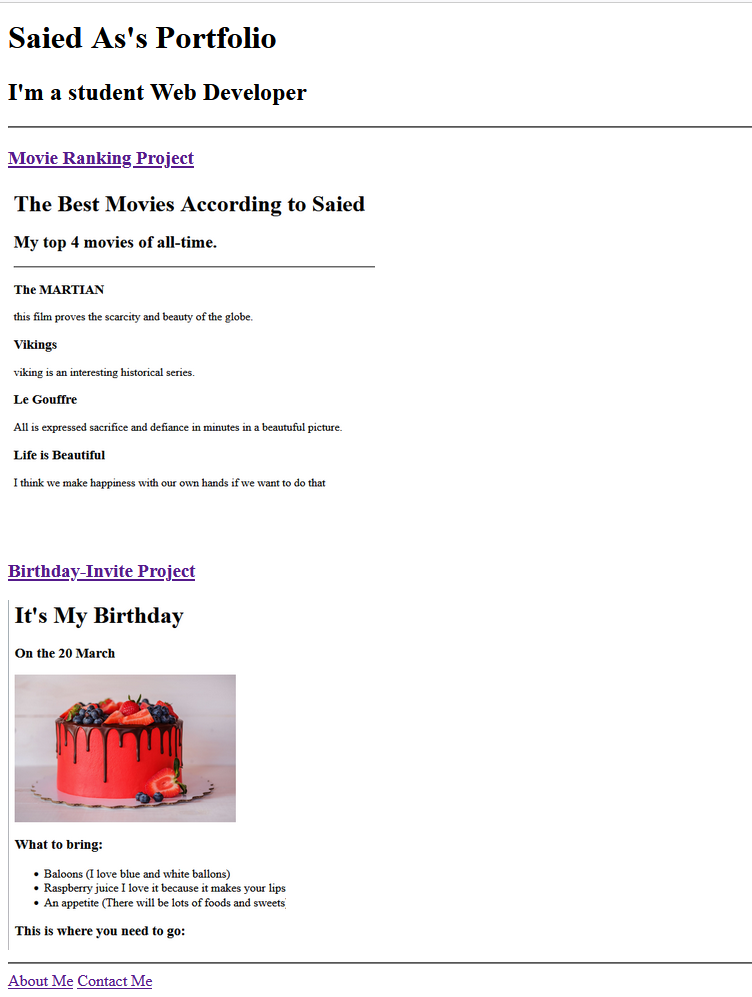 Saied As's Portfolio
I'm a student Web Developer
Movie Ranking Project
The Best Movies According to Saied
My top 4 movies of all-time.
The MARTIAN
this film proves the scarcity and beauty of the globe.
Vikings
viking is an interesting historical series.
Le Gouffre
All is expressed sacrifice and defiance in minutes in a beautuful picture.
Life is Beautiful
I think we make happiness with our own hands if we want to do that
Birthday-Invite Project
It's My Birthday
On the 20 March
What to bring:
• Baloons (I love blue and white ballons)
• Raspberry juice I love it because it makes your lips
• An appetite (There will be lots of foods and sweets
This is where you need to go:
About Me Contact Me